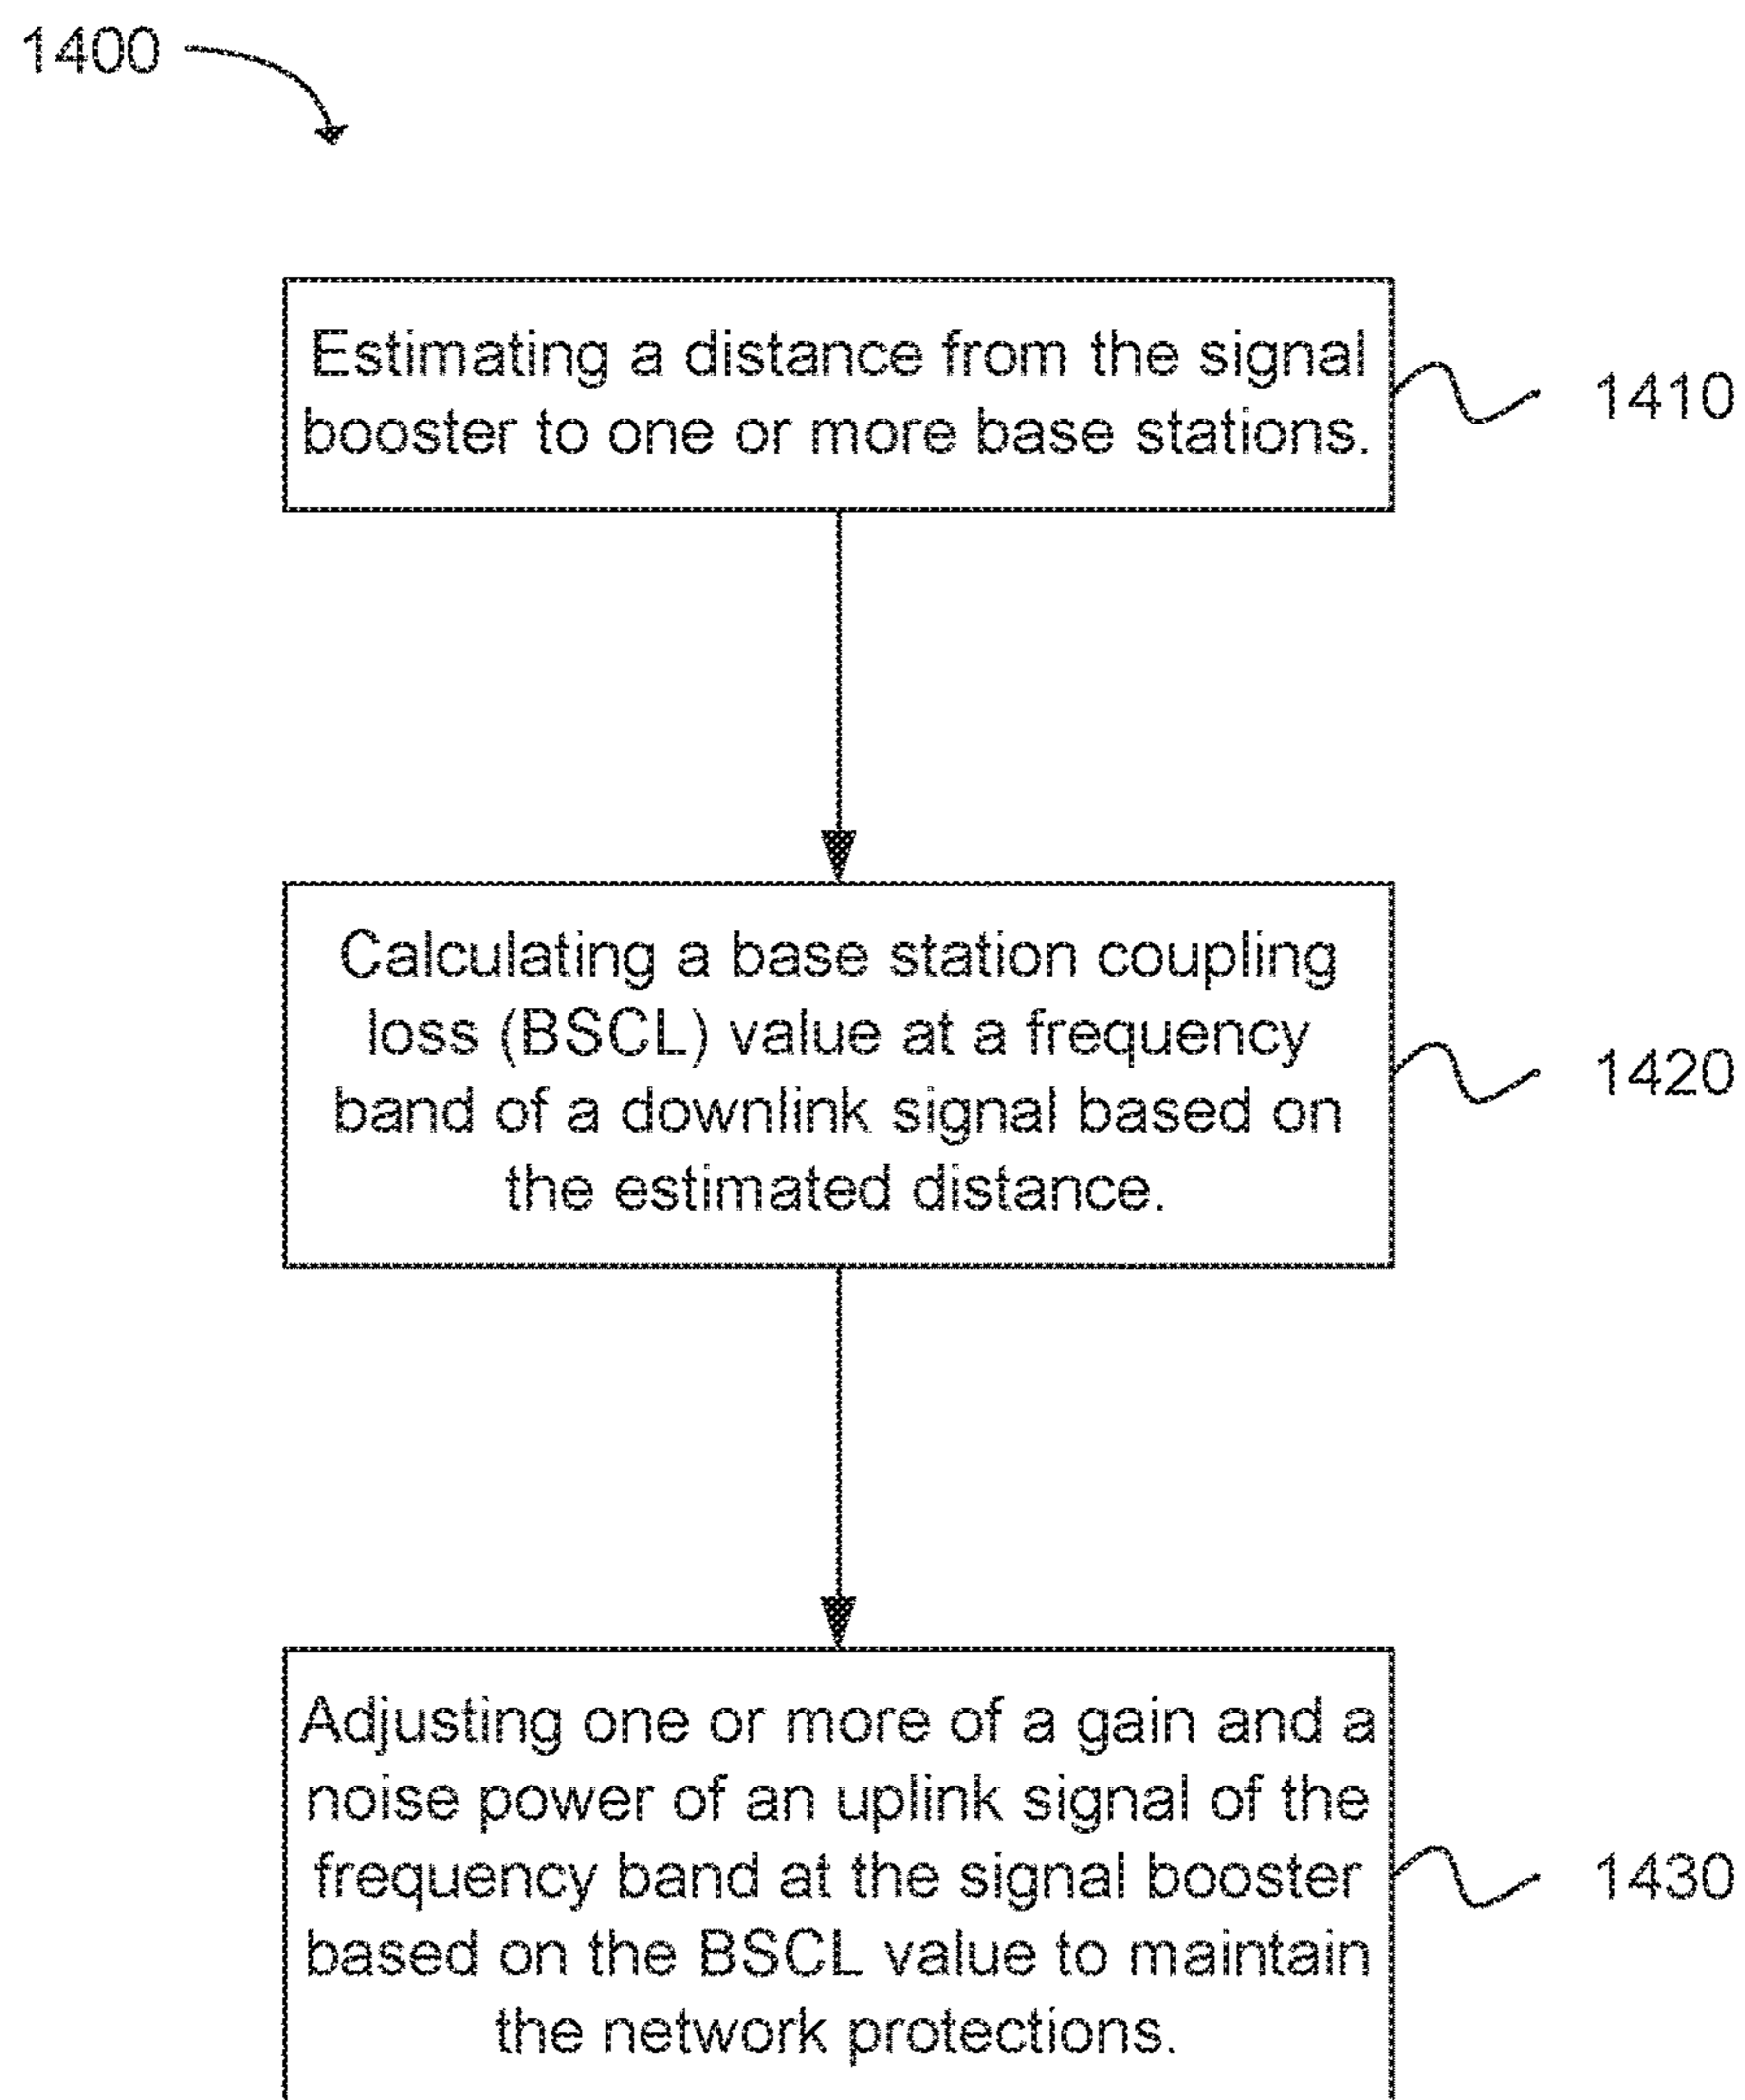 1400
Estimating a distance from the signal
booster to one or more base stations.
1410
Calculating a base station coupling
loss (BSCL) value at a frequency
band of a downlink signal based on
the estimated distance.
1420
Adjusting one or more of a gain and a
noise power of an uplink signal of the
frequency band at the signal booster
based on the BSCL value to maintain
the network protections.
1430